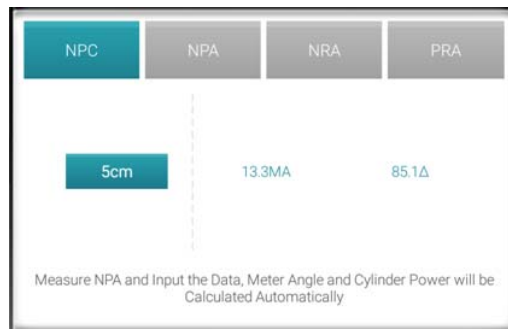 NPC NPA NRA PRA
5cm 13.3MA 85.1Δ
Measure NPA and Input the Data, Meter Angle and Cylinder Power will be
Calculated Automatically